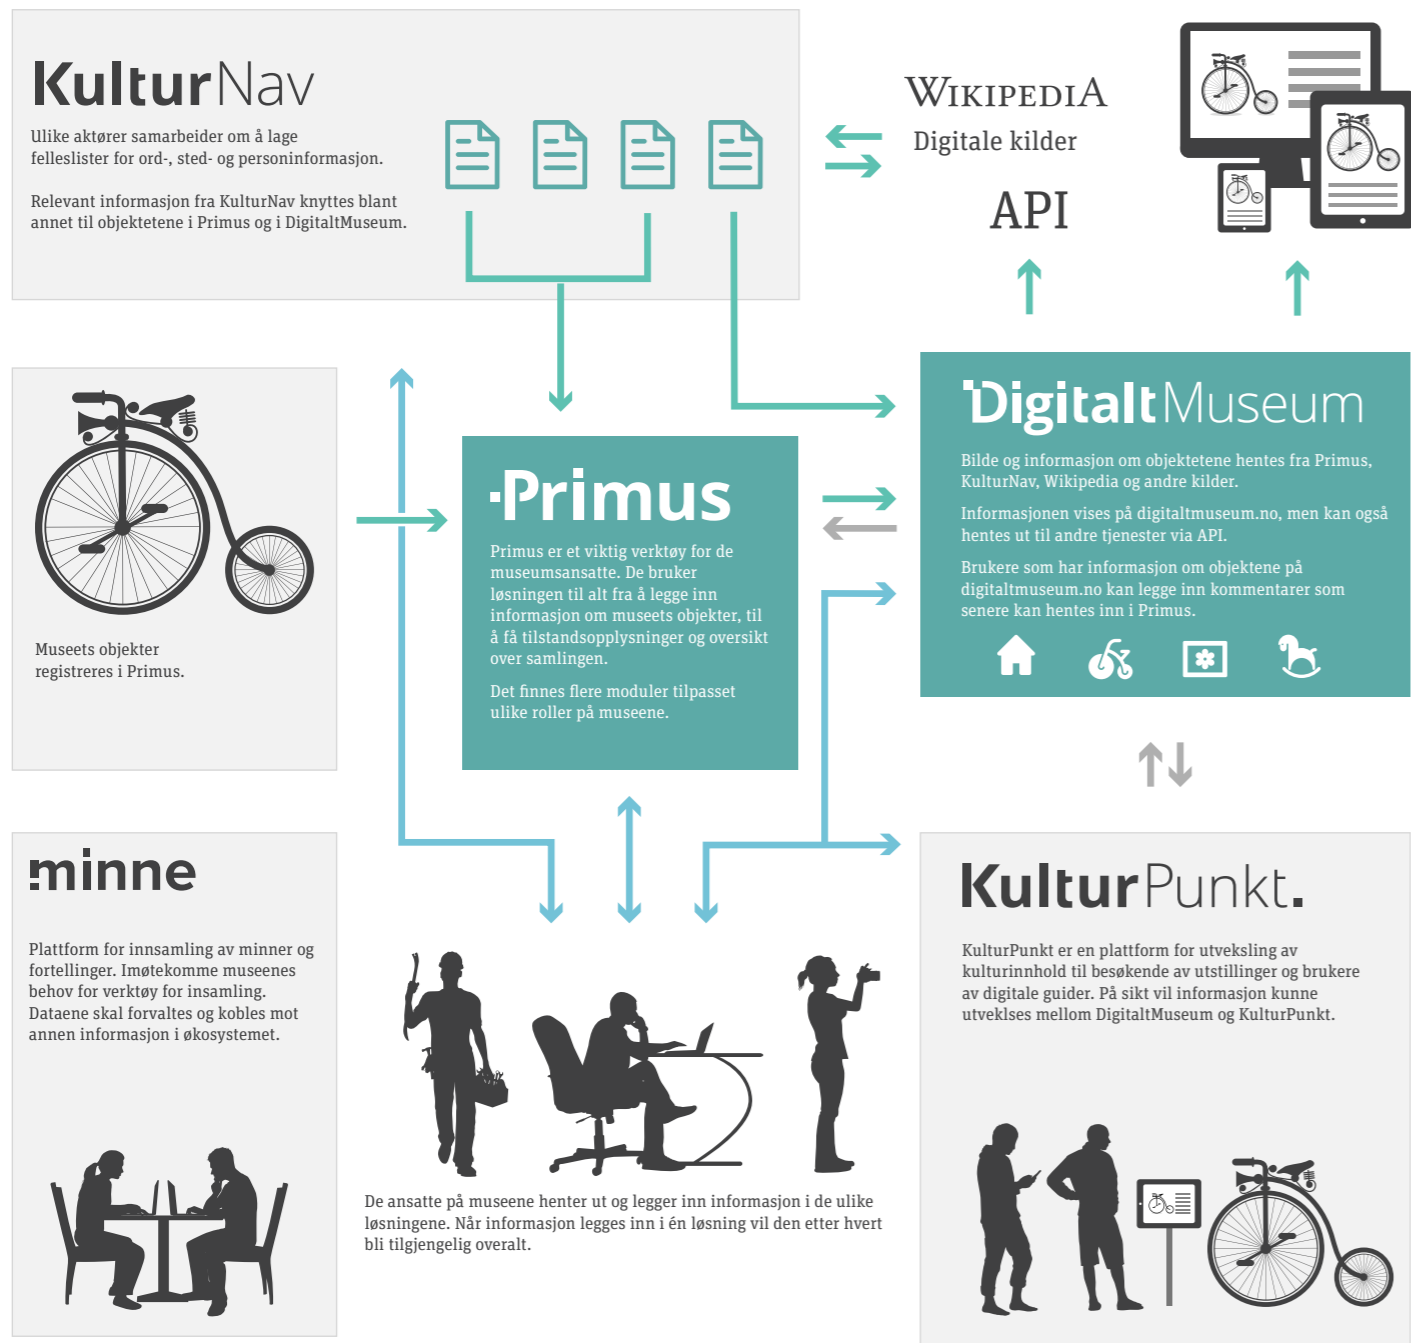 KulturNav
Ulike aktører samarbeider om å lage
felleslister for ord-, sted- og personinformasjon.
Relevant informasjon fra KulturNav knyttes blant
annet til objektetene i Primus og i DigitaltMuseum.
WIKIPEDIA
Digitale kilder
API
Museets objekter
registreres i Primus.
Primus
Primus er et viktig verktøy for de
museumsansatte. De bruker
løsningen til alt fra å legge inn
informasjon om museets objekter, til
å få tilstandsopplysninger og oversikt
over samlingen.
Det finnes flere moduler tilpasset
ulike roller på museene.
DigitaltMuseum
Bilde og informasjon om objektetene hentes fra Primus,
KulturNav, Wikipedia og andre kilder.
Informasjonen vises på digitaltmuseum.no, men kan også
hentes ut til andre tjenester via API.
Brukere som har informasjon om objektene på
digitaltmuseum.no kan legge inn kommentarer som
senere kan hentes inn i Primus.
minne
Plattform for innsamling av minner og
fortellinger. Imøtekomme museenes
behov for verktøy for insamling.
Dataene skal forvaltes og kobles mot
annen informasjon i økosystemet.
De ansatte på museene henter ut og legger inn informasjon i de ulike
løsningene. Når informasjon legges inn i én løsning vil den etter hvert
bli tilgjengelig overalt.
KulturPunkt.
KulturPunkt er en plattform for utveksling av
kulturinnhold til besøkende av utstillinger og brukere
av digitale guider. På sikt vil informasjon kunne
utveklses mellom DigitaltMuseum og KulturPunkt.